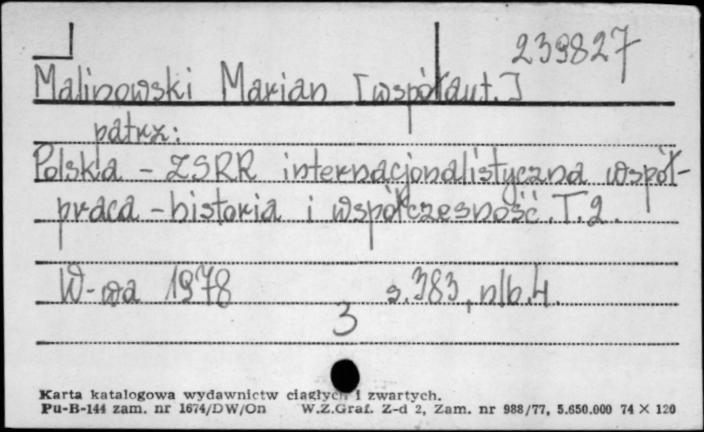 239827
Malinowski Marian [współaut.]
patrz:
Polska - ZSRR internacjonalistyczna współ-
praca - historia i współczesność. T. 2.
W-wa 1978 s. 383, nlb. 4.
3
Karta katalogowa wydawnictw ciągłych i zwartych.
Pu-B-144 zam. nr 1674/DW/On W.Z.Graf. Z-d 2, Zam. nr 988/77, 5.650.000 74 × 120